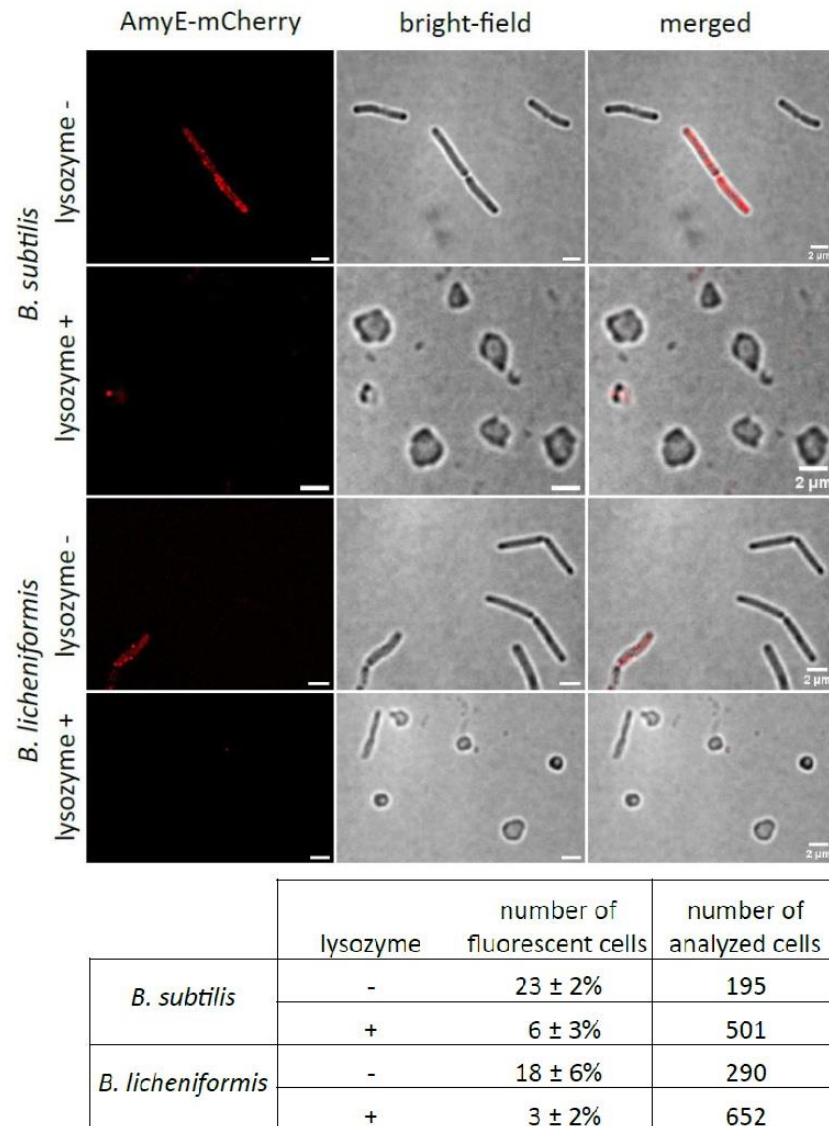 AmyE-mCherry bright-field merged
B. subtilis
lysozyme -
2 µm
lysozyme +
2 µm
B. licheniformis
lysozyme -
2 µm
lysozyme +
2 µm
lysozyme number of fluorescent cells number of analyzed cells
B. subtilis - 23 ± 2% 195
+ 6 ± 3% 501
B. licheniformis - 18 ± 6% 290
+ 3 ± 2% 652